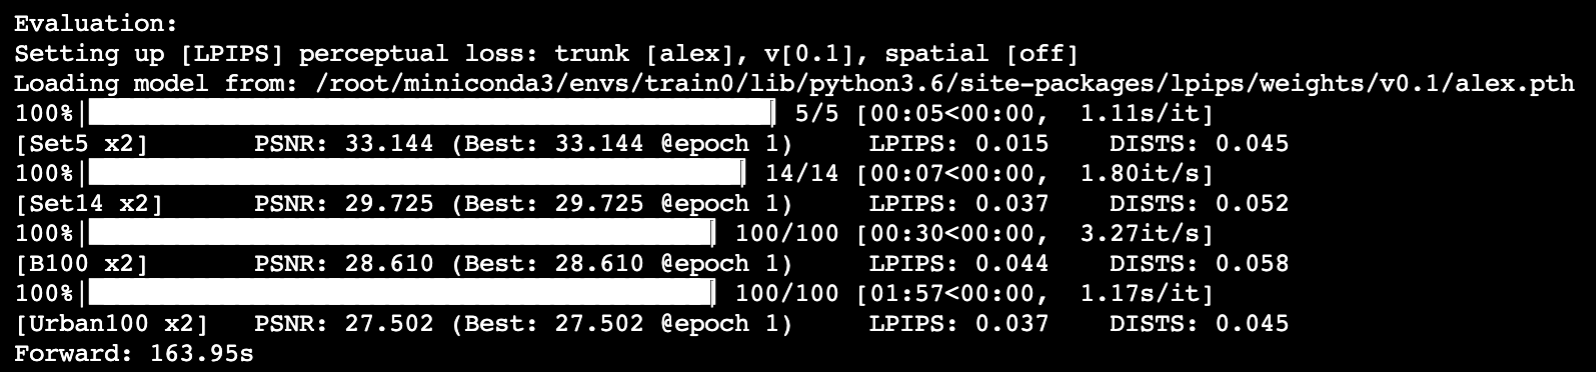 Evaluation:
Setting up [LPIPS] perceptual loss: trunk [alex], v[0.1], spatial [off]
Loading model from: /root/miniconda3/envs/train0/lib/python3.6/site-packages/lpips/weights/v0.1/alex.pth
100%| | 5/5 [00:05<00:00, 1.11s/it]
[Set5 x2] PSNR: 33.144 (Best: 33.144 @epoch 1) LPIPS: 0.015 DISTS: 0.045
100%| | 14/14 [00:07<00:00, 1.80it/s]
[Set14 x2] PSNR: 29.725 (Best: 29.725 @epoch 1) LPIPS: 0.037 DISTS: 0.052
100%| | 100/100 [00:30<00:00, 3.27it/s]
[B100 x2] PSNR: 28.610 (Best: 28.610 @epoch 1) LPIPS: 0.044 DISTS: 0.058
100%| | 100/100 [01:57<00:00, 1.17s/it]
[Urban100 x2] PSNR: 27.502 (Best: 27.502 @epoch 1) LPIPS: 0.037 DISTS: 0.045
Forward: 163.95s